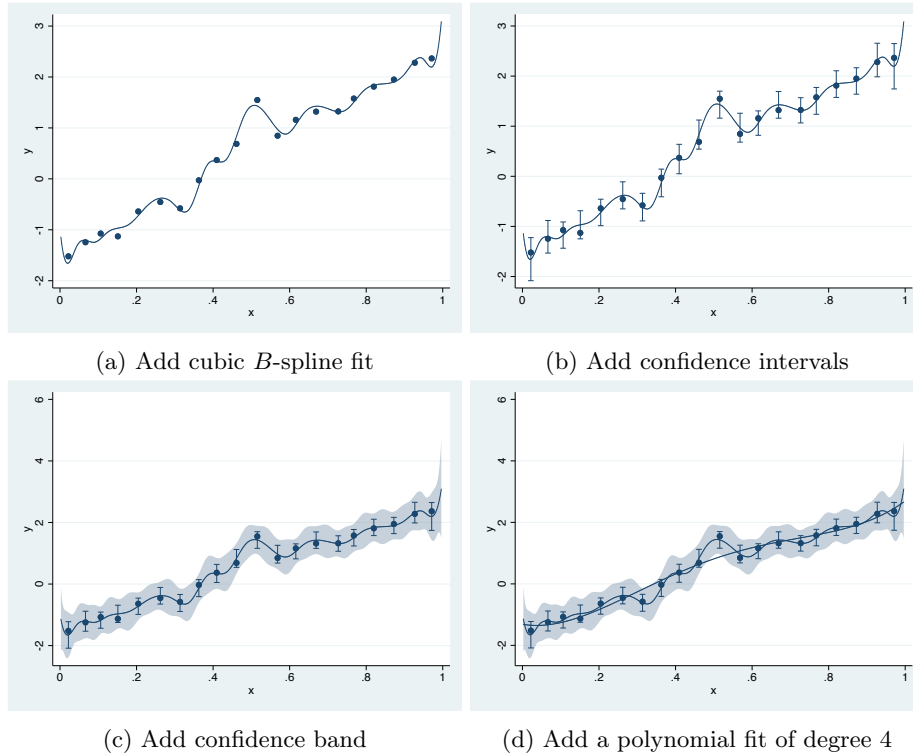 3
2
1
0
-1
-2
y
0 .2 .4 .6 .8 1
x
3
2
1
0
-1
-2
y
0 .2 .4 .6 .8 1
x
(a) Add cubic B-spline fit
(b) Add confidence intervals
6
4
2
0
-2
y
0 .2 .4 .6 .8 1
x
6
4
2
0
-2
y
0 .2 .4 .6 .8 1
x
(c) Add confidence band
(d) Add a polynomial fit of degree 4